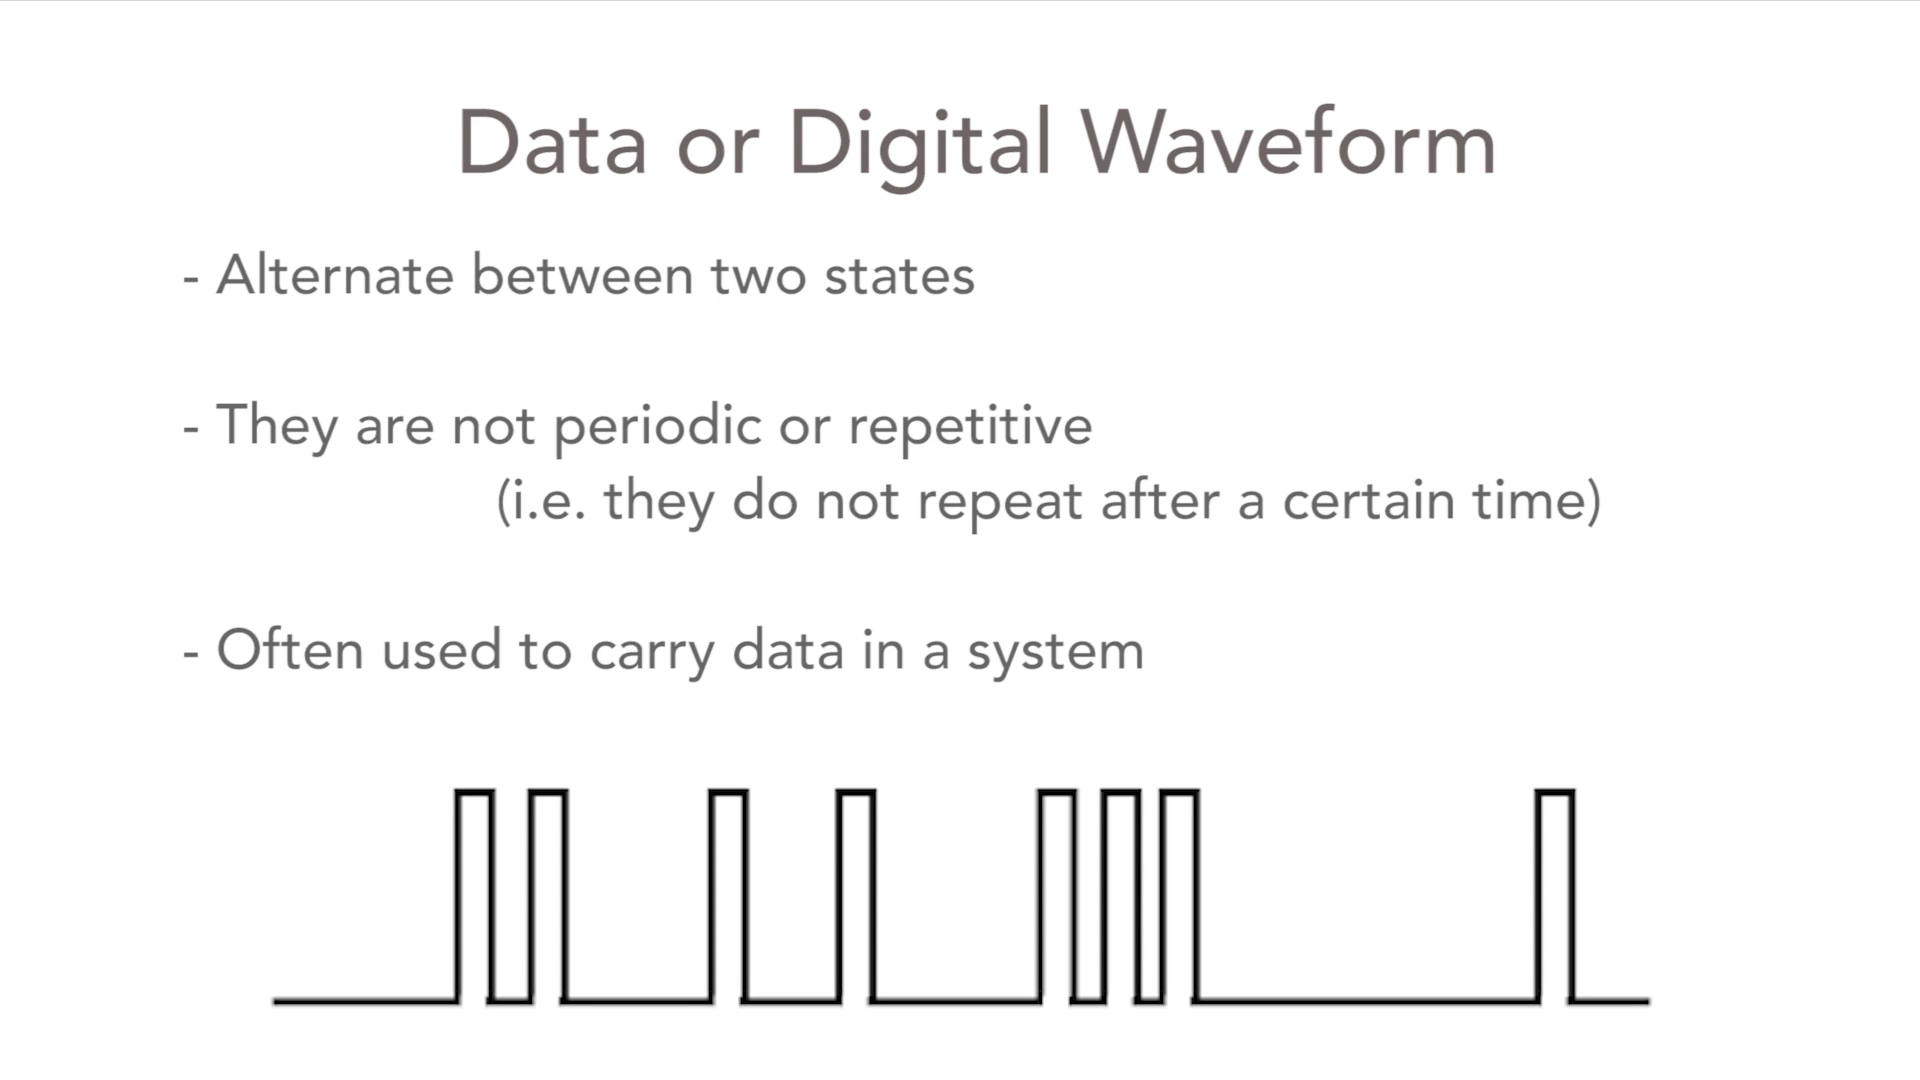 Data or Digital Waveform
- Alternate between two states
- They are not periodic or repetitive
(i.e. they do not repeat after a certain time)
- Often used to carry data in a system